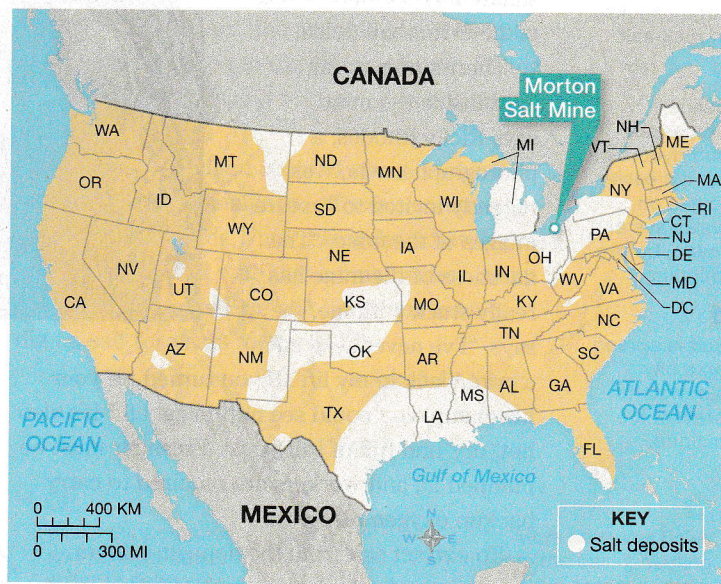 CANADA
Morton
Salt Mine
WA
MT
ND
MN
MI
NH
VT
ME
OR
ID
WY
SD
WI
NY
MA
RI
CT
NJ
DE
MD
DC
NV
UT
CO
NE
IA
IL
IN
OH
PA
WV
VA
CA
KS
MO
KY
NC
TN
AZ
NM
OK
AR
SC
MS
AL
GA
TX
LA
FL
PACIFIC
OCEAN
ATLANTIC
OCEAN
Gulf of Mexico
MEXICO
0 400 KM
0 300 MI
N
W E
S
KEY
Salt deposits